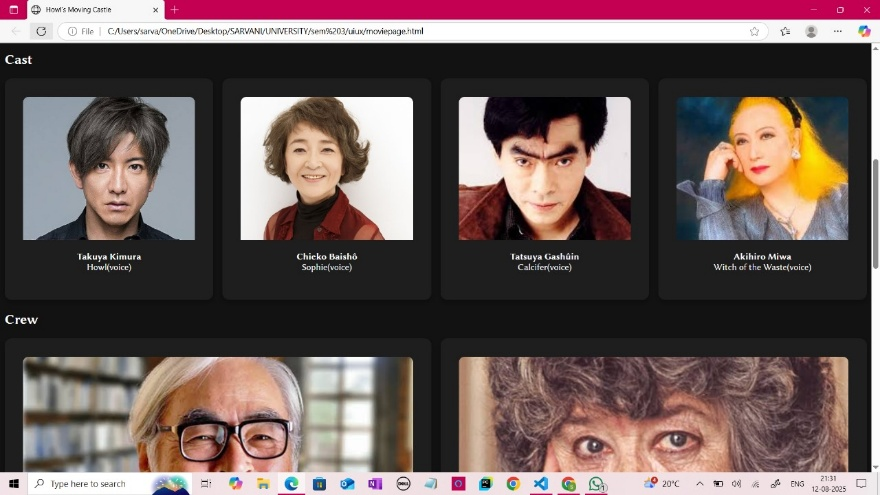 Howl's Moving Castle
File
C:/Users/sarva/OneDrive/Desktop/SARVANI/UNIVERSITY/sem%203/uiux/moviepage.html
Cast
Takuya Kimura
Howl(voice)
Chieko Baishō
Sophie(voice)
Tatsuya Gashūin
Calcifer(voice)
Akihiro Miwa
Witch of the Waste(voice)
Crew
Type here to search
20°C
ENG
21:31
12-08-2025